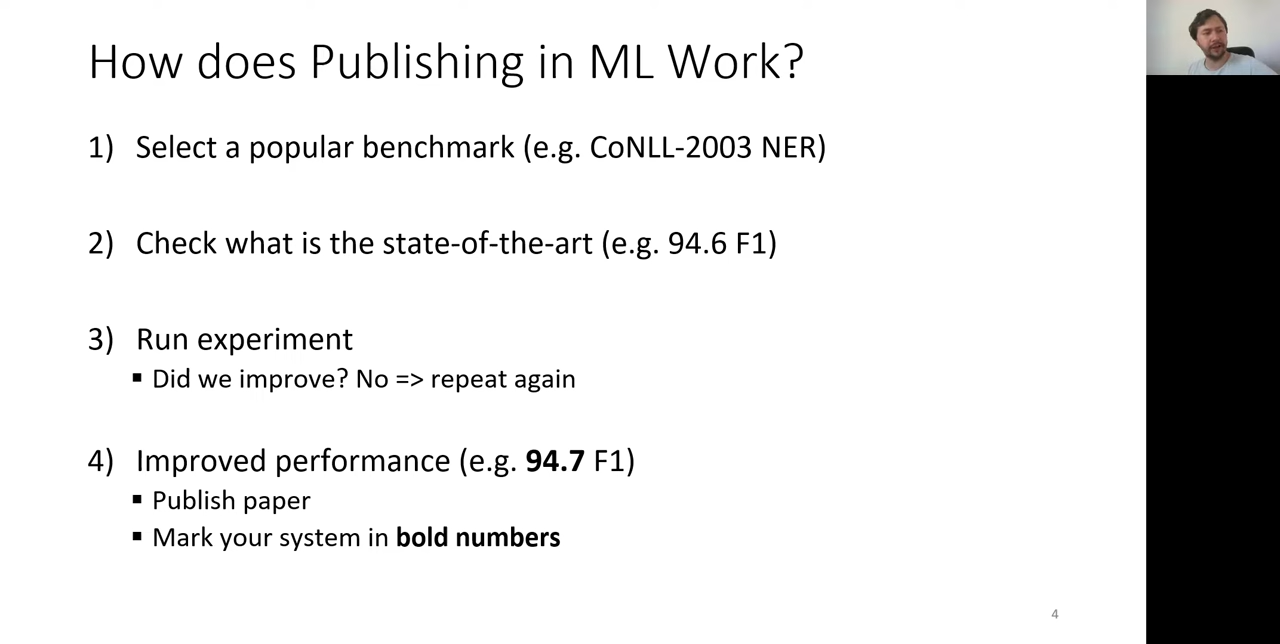 How does Publishing in ML Work?
1) Select a popular benchmark (e.g. CoNLL-2003 NER)
2) Check what is the state-of-the-art (e.g. 94.6 F1)
3) Run experiment
▪ Did we improve? No => repeat again
4) Improved performance (e.g. 94.7 F1)
▪ Publish paper
▪ Mark your system in bold numbers
4